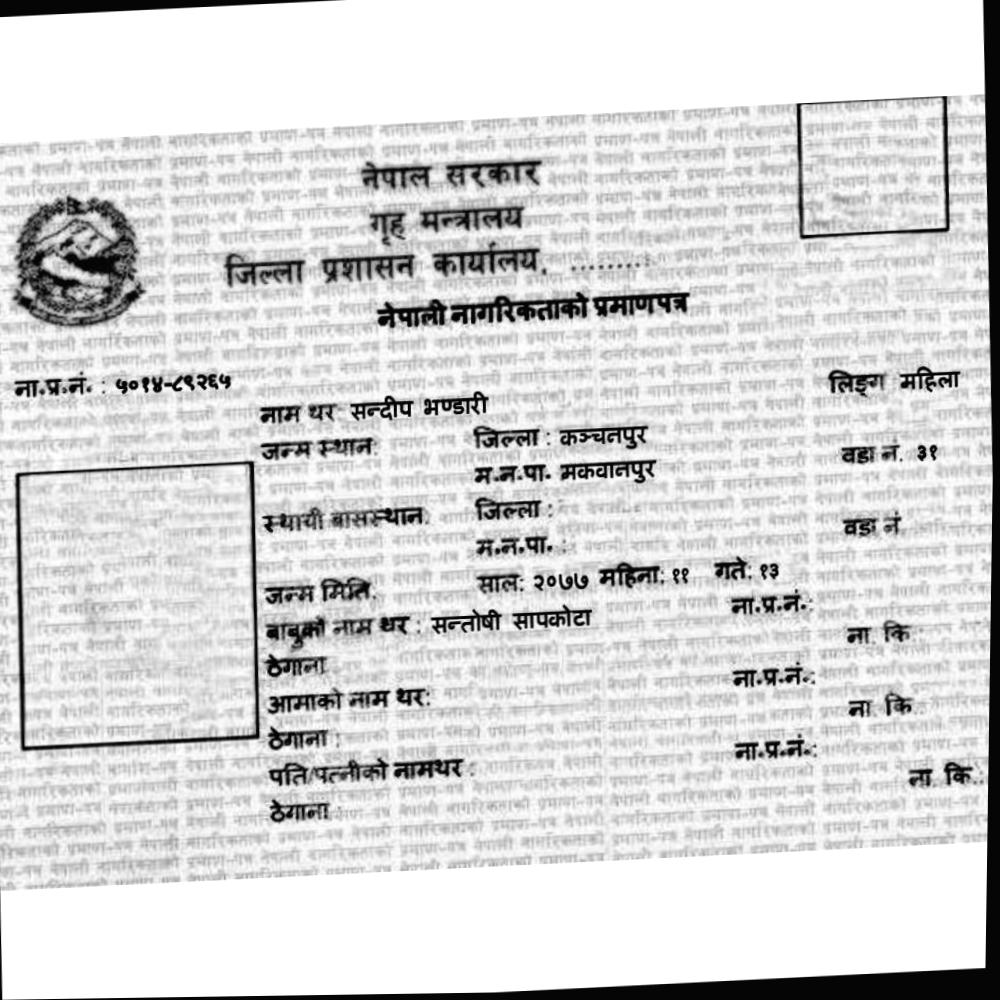 नेपाल सरकार
गृह मन्त्रालय
जिल्ला प्रशासन कार्यालय, .........
नेपाली नागरिकताको प्रमाणपत्र
ना.प्र.नं. : ५०१४-८९२६५
लिङ्ग महिला
नाम थर: सन्दीप भण्डारी
जन्म स्थान: जिल्ला : कञ्चनपुर
म.न.पा. मकवानपुर वडा नं. ३१
स्थायी बासस्थान: जिल्ला :
म.न.पा. : वडा नं
जन्म मिति: साल: २०७७ महिना: ११ गते: १३
बाबुको नाम थर : सन्तोषी सापकोटा ना.प्र.नं.:
ठेगाना ना. कि :
आमाको नाम थर: ना.प्र.नं.:
ठेगाना : ना. कि :
पति/पत्नीको नामथर : ना.प्र.नं.:
ठेगाना : ना. कि.: